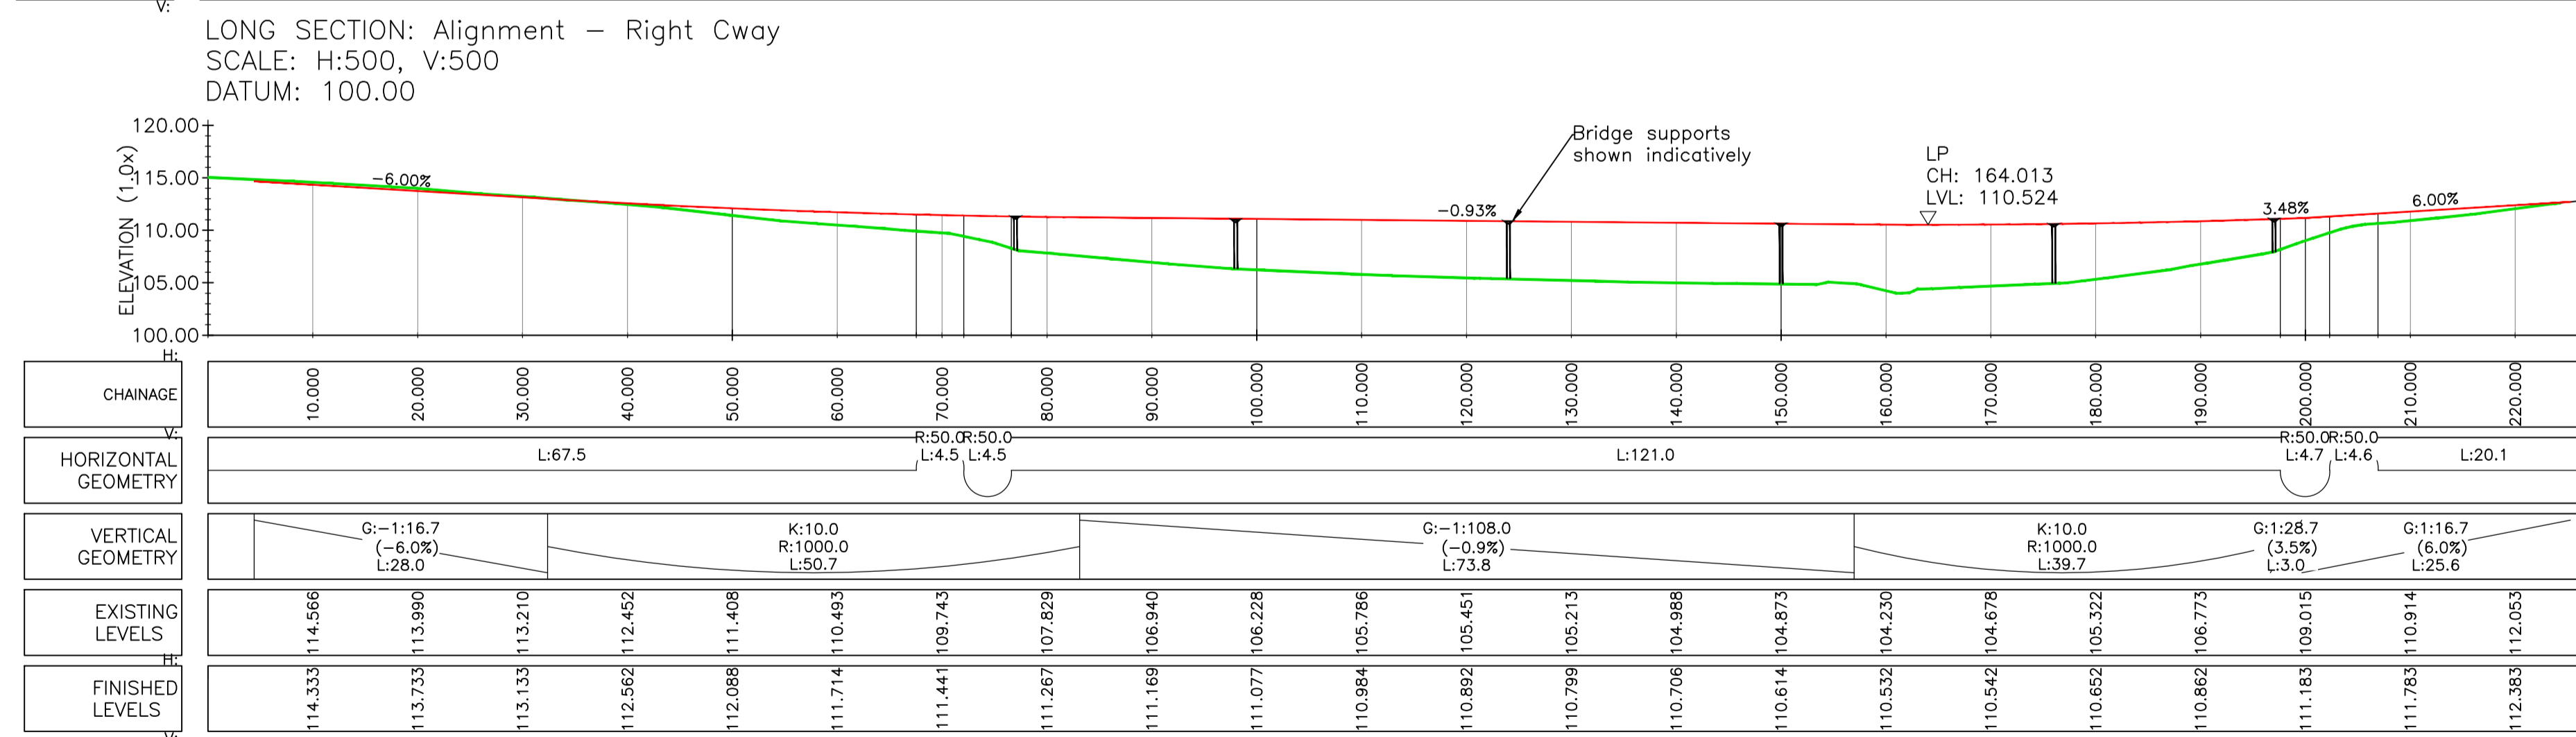 V:
LONG SECTION: Alignment – Right Cway
SCALE: H:500, V:500
DATUM: 100.00
ELEVATION (1.0x)
120.00
115.00
110.00
105.00
100.00
-6.00%
Bridge supports
shown indicatively
-0.93%
LP
CH: 164.013
LVL: 110.524
3.48%
6.00%
H:
CHAINAGE
10.000 20.000 30.000 40.000 50.000 60.000 70.000 80.000 90.000 100.000 110.000 120.000 130.000 140.000 150.000 160.000 170.000 180.000 190.000 200.000 210.000 220.000
V:
HORIZONTAL
GEOMETRY
R:50.0 R:50.0 R:50.0 R:50.0
L:67.5 L:4.5 L:4.5 L:121.0 L:4.7 L:4.6 L:20.1
VERTICAL
GEOMETRY
G:-1:16.7 K:10.0 G:-1:108.0 K:10.0 G:1:28.7 G:1:16.7
(-6.0%) R:1000.0 (-0.9%) R:1000.0 (3.5%) (6.0%)
L:28.0 L:50.7 L:73.8 L:39.7 L:3.0 L:25.6
EXISTING
LEVELS
114.566 113.990 113.210 112.452 111.408 110.493 109.743 107.829 106.940 106.228 105.786 105.451 105.213 104.988 104.873 104.230 104.678 105.322 106.773 109.015 110.914 112.053
H:
FINISHED
LEVELS
114.333 113.733 113.133 112.562 112.088 111.714 111.441 111.267 111.169 111.077 110.984 110.892 110.799 110.706 110.614 110.532 110.542 110.652 110.862 111.183 111.783 112.383
V: